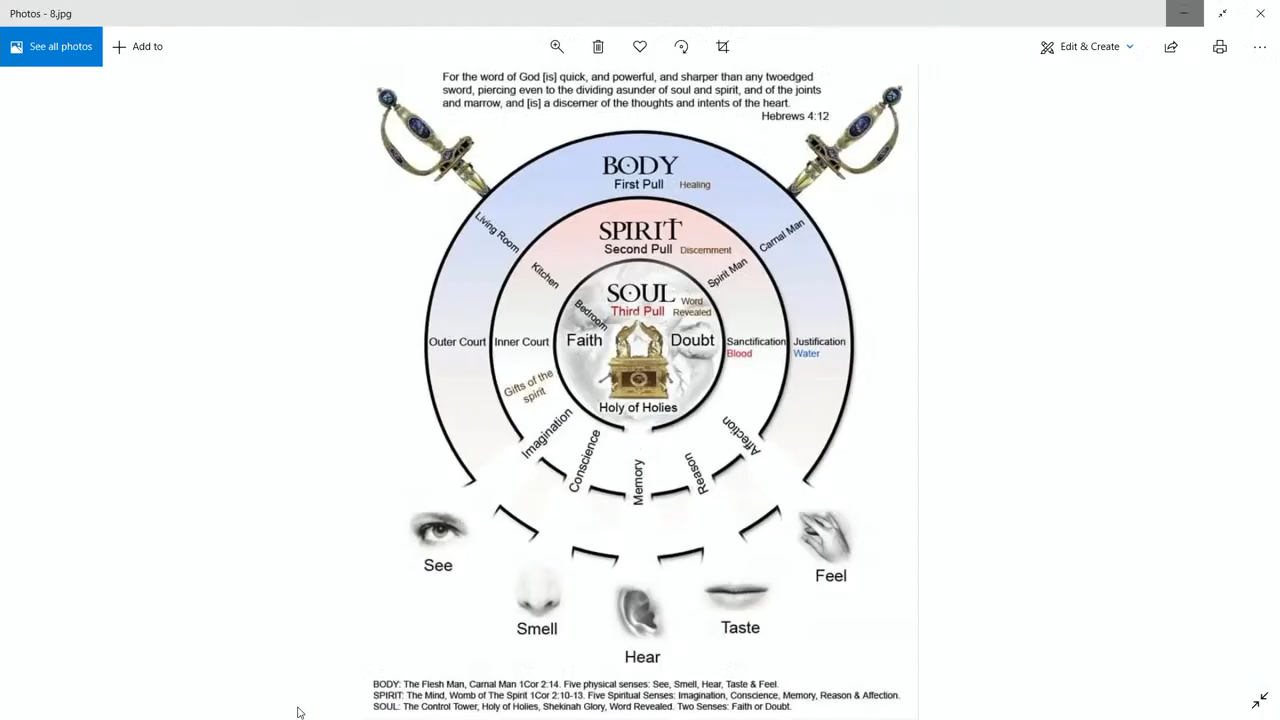 Photos - 8.jpg
See all photos
Add to
Edit & Create
For the word of God [is] quick, and powerful, and sharper than any twoedged
sword, piercing even to the dividing asunder of soul and spirit, and of the joints
and marrow, and [is] a discerner of the thoughts and intents of the heart.
Hebrews 4:12
BODY
First Pull Healing
Living Room
Carnal Man
SPIRIT
Second Pull Discernment
Kitchen
Spirit Man
SOUL
Third Pull
Word
Revealed
Bedroom
Faith
Doubt
Outer Court
Inner Court
Sanctification
Blood
Justification
Water
Gifts of the
spirit
Holy of Holies
Imagination
Conscience
Memory
Reason
Affection
See
Smell
Hear
Taste
Feel
BODY: The Flesh Man, Carnal Man 1Cor 2:14. Five physical senses: See, Smell, Hear, Taste & Feel.
SPIRIT: The Mind, Womb of The Spirit 1Cor 2:10-13. Five Spiritual Senses: Imagination, Conscience, Memory, Reason & Affection.
SOUL: The Control Tower, Holy of Holies, Shekinah Glory, Word Revealed. Two Senses: Faith or Doubt.